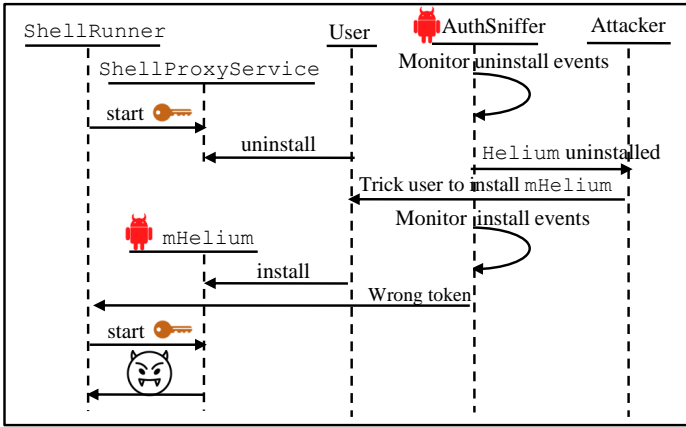 ShellRunner
User
AuthSniffer
Attacker
ShellProxyService
Monitor uninstall events
start
uninstall
Helium uninstalled
Trick user to install mHelium
Monitor install events
mHelium
install
Wrong token
start